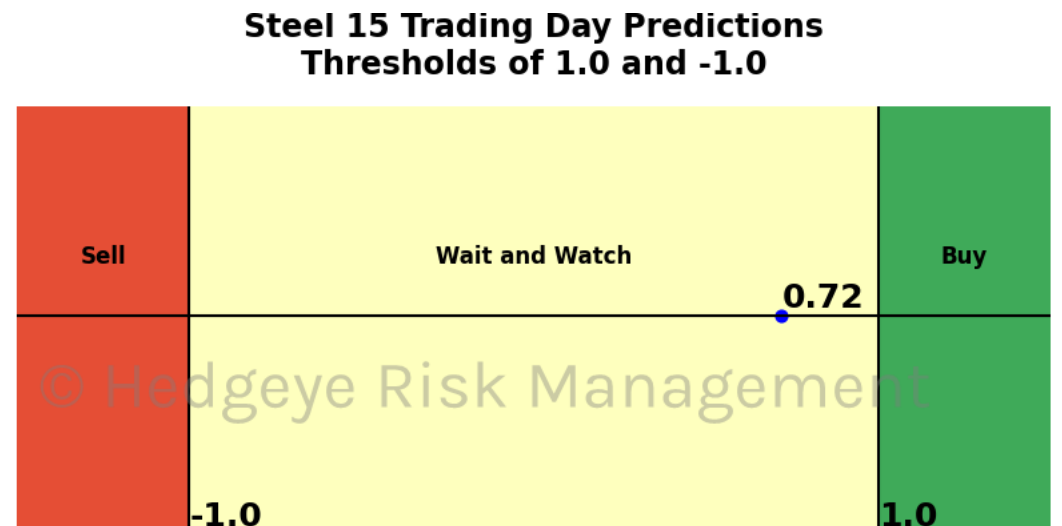 Steel 15 Trading Day Predictions
Thresholds of 1.0 and -1.0
Sell
Wait and Watch
Buy
0.72
© Hedgeye Risk Management
-1.0
1.0